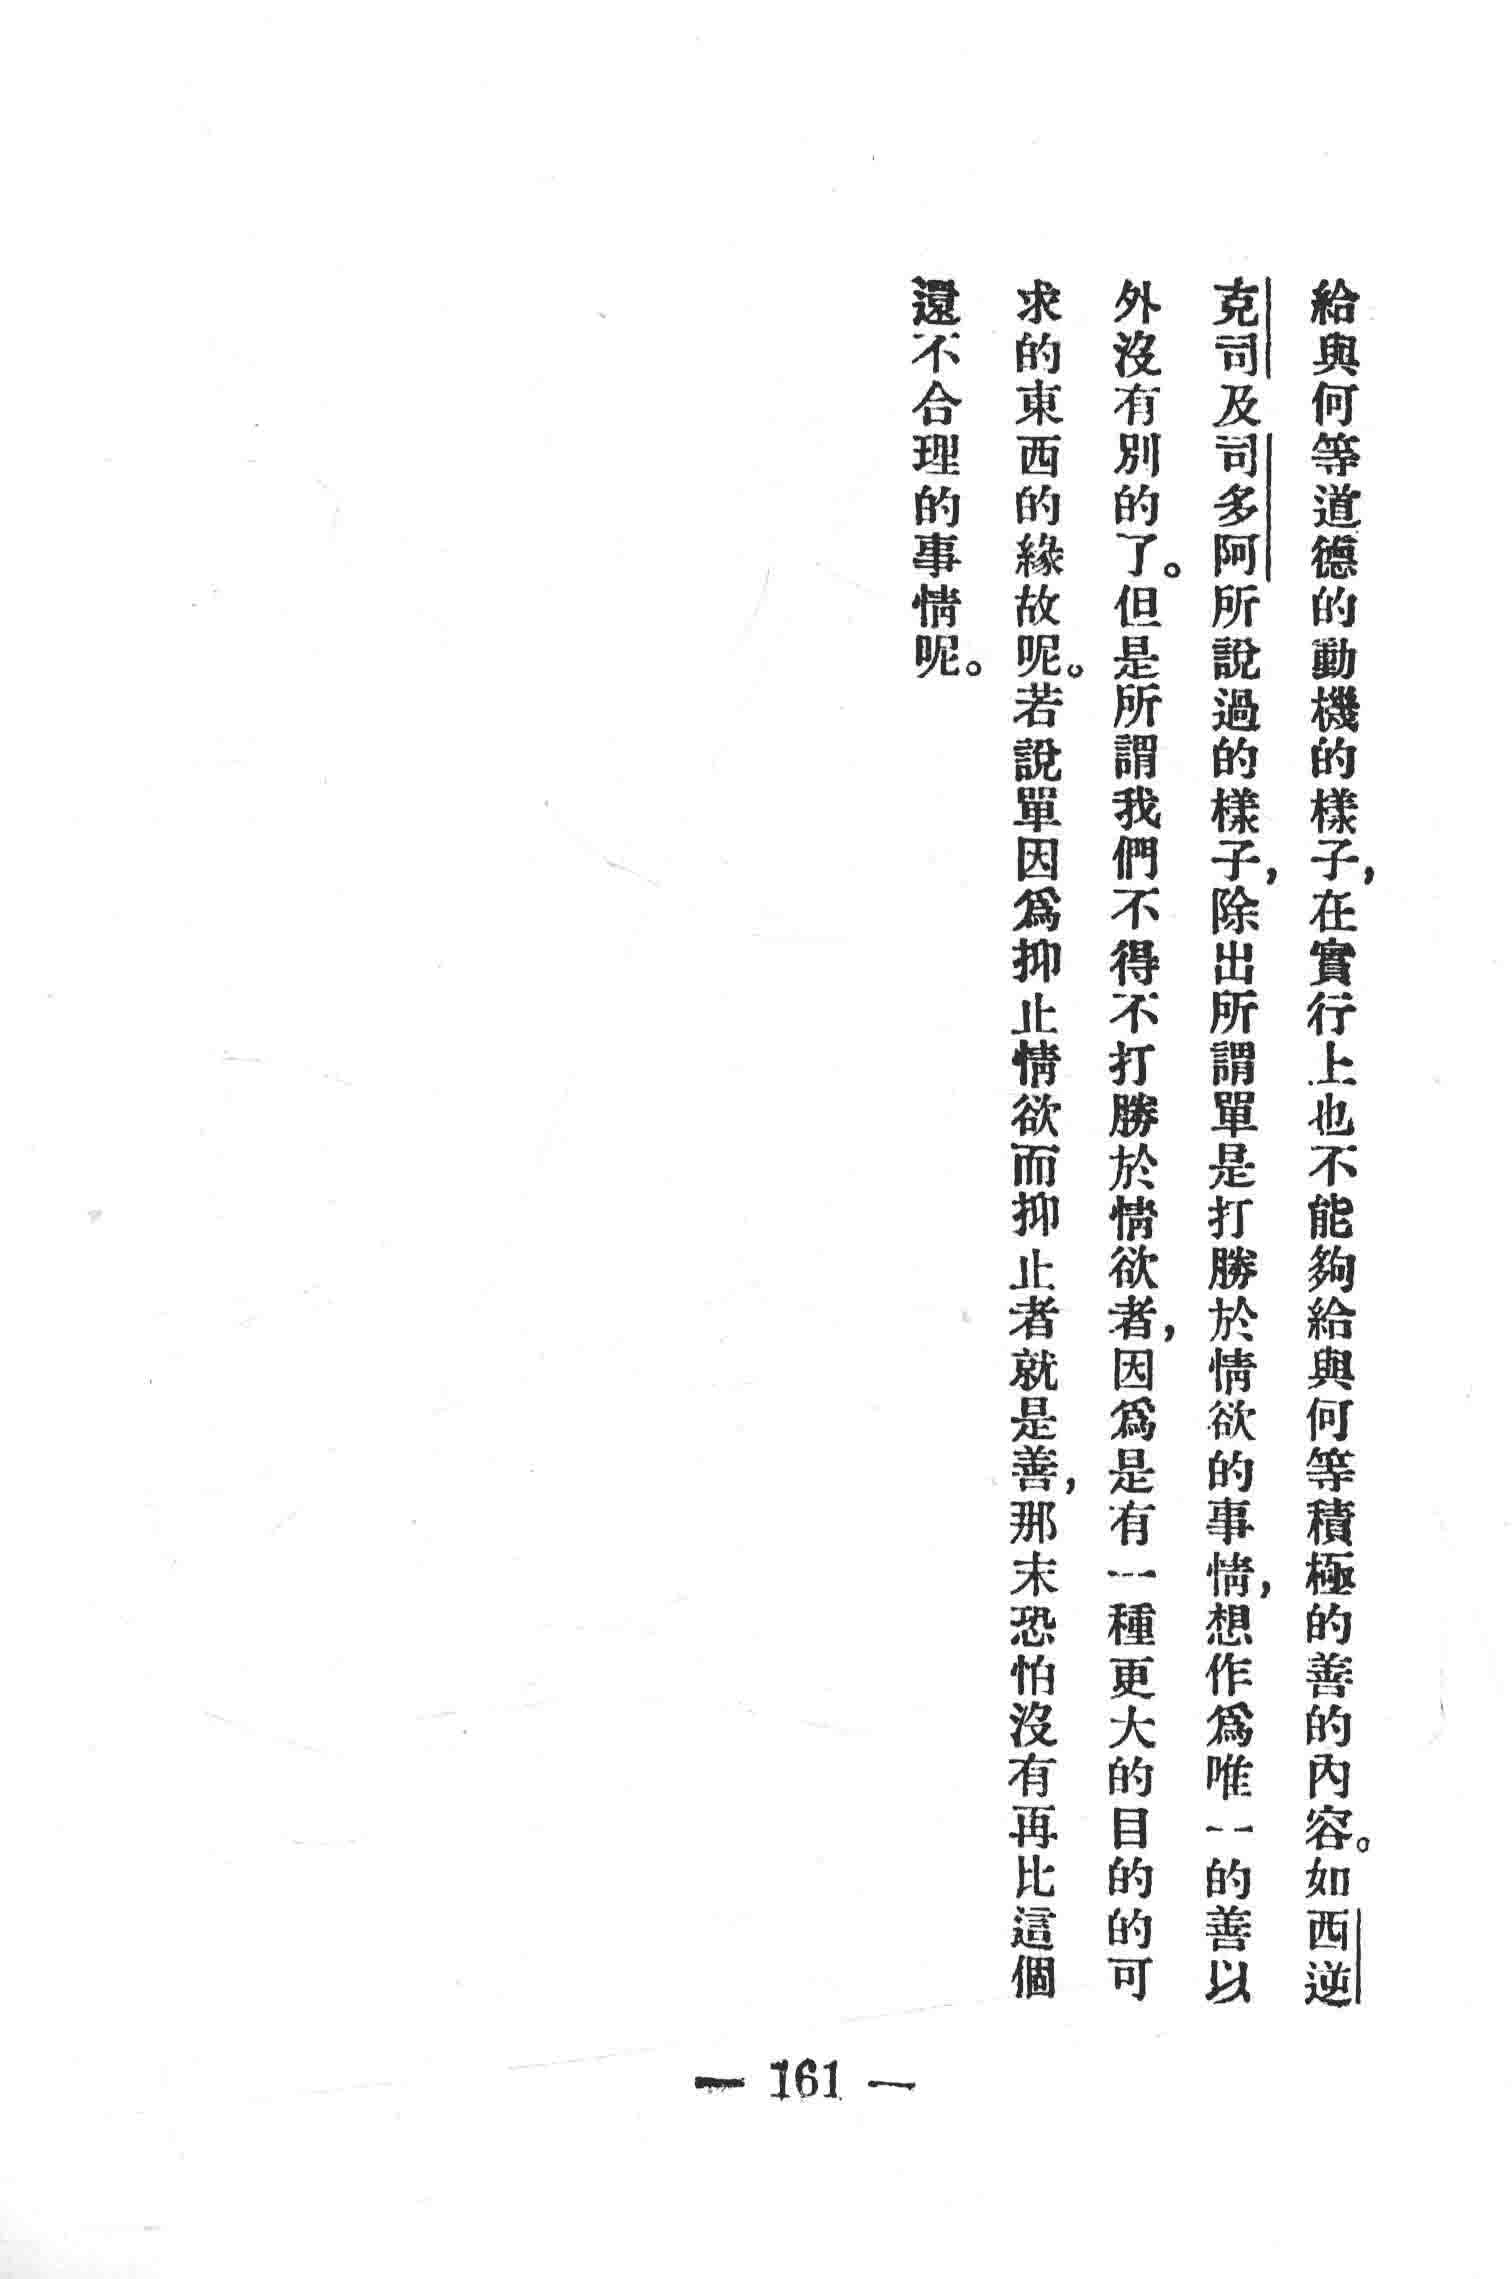 給與何等道德的動機的樣子,在實行上也不能夠給與何等積極的善的內容。如西逆
克司及司多阿所說過的樣子,除出所謂單是打勝於情欲的事情,想作爲唯一的善以
外沒有別的了。但是所謂我們不得不打勝於情欲者,因爲是有一種更大的目的的可
求的東西的緣故呢。若說單因爲抑止情欲而抑止者就是善,那末恐怕沒有再比這個
還不合理的事情呢。
— 161 —